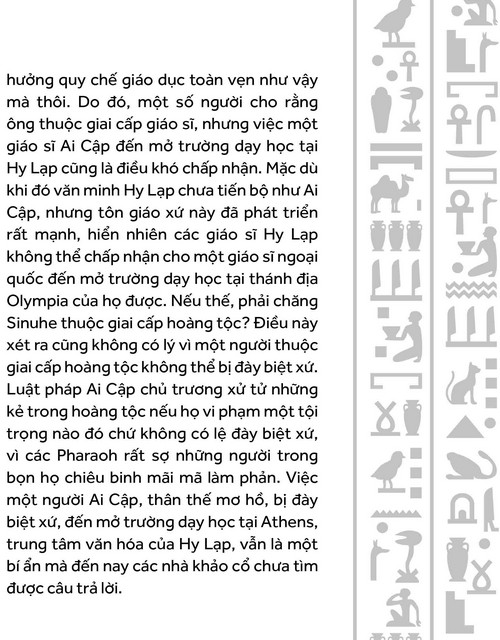 hưởng quy chế giáo dục toàn vẹn như vậy
mà thôi. Do đó, một số người cho rằng
ông thuộc giai cấp giáo sĩ, nhưng việc một
giáo sĩ Ai Cập đến mở trường dạy học tại
Hy Lạp cũng là điều khó chấp nhận. Mặc dù
khi đó văn minh Hy Lạp chưa tiến bộ như Ai
Cập, nhưng tôn giáo xứ này đã phát triển
rất mạnh, hiển nhiên các giáo sĩ Hy Lạp
không thể chấp nhận cho một giáo sĩ ngoại
quốc đến mở trường dạy học tại thánh địa
Olympia của họ được. Nếu thế, phải chăng
Sinuhe thuộc giai cấp hoàng tộc? Điều này
xét ra cũng không có lý vì một người thuộc
giai cấp hoàng tộc không thể bị đày biệt xứ.
Luật pháp Ai Cập chủ trương xử tử những
kẻ trong hoàng tộc nếu họ vi phạm một tội
trọng nào đó chứ không có lệ đày biệt xứ,
vì các Pharaoh rất sợ những người trong
bọn họ chiêu binh mãi mã làm phản. Việc
một người Ai Cập, thân thế mơ hồ, bị đày
biệt xứ, đến mở trường dạy học tại Athens,
trung tâm văn hóa của Hy Lạp, vẫn là một
bí ẩn mà đến nay các nhà khảo cổ chưa tìm
được câu trả lời.